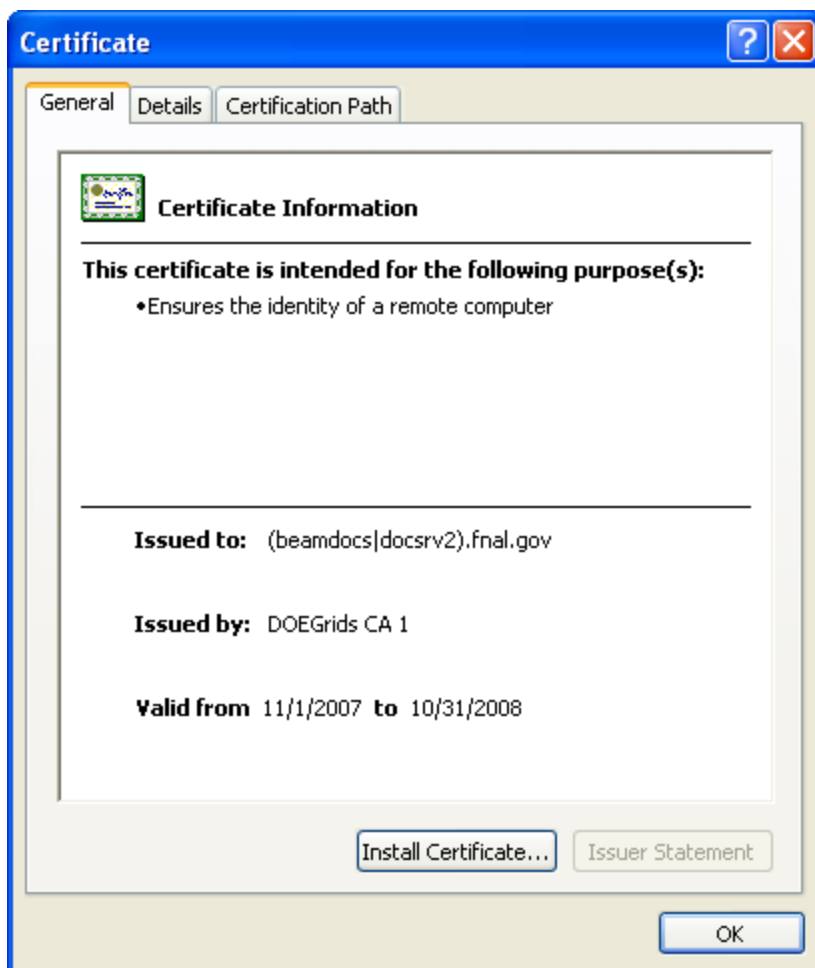 Certificate
General Details Certification Path
Certificate Information
This certificate is intended for the following purpose(s):
•Ensures the identity of a remote computer
Issued to: (beamdocs|docsrv2).fnal.gov
Issued by: DOEGrids CA 1
Valid from 11/1/2007 to 10/31/2008
Install Certificate... Issuer Statement
OK